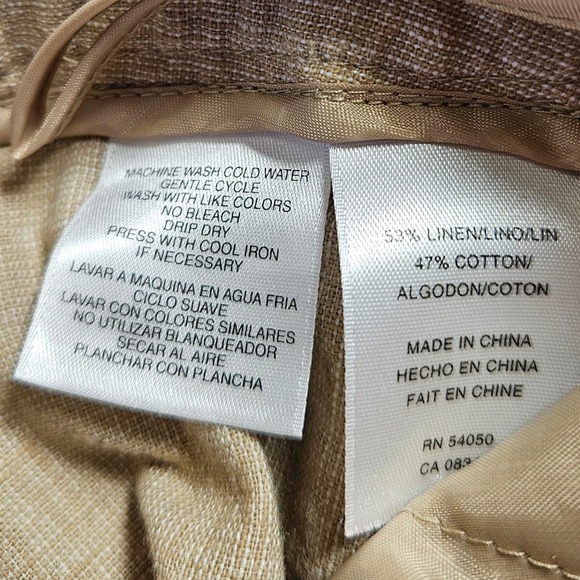 MACHINE WASH COLD WATER
GENTLE CYCLE
WASH WITH LIKE COLORS
NO BLEACH
DRIP DRY
PRESS WITH COOL IRON
IF NECESSARY
LAVAR A MAQUINA EN AGUA FRIA
CICLO SUAVE
LAVAR CON COLORES SIMILARES
NO UTILIZAR BLANQUEADOR
SECAR AL AIRE
PLANCHAR CON PLANCHA
53% LINEN/LINO/LIN
47% COTTON/
ALGODON/COTON
MADE IN CHINA
HECHO EN CHINA
FAIT EN CHINE
RN 54050
CA 083